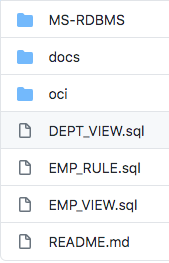 MS-RDBMS
docs
oci
DEPT_VIEW.sql
EMP_RULE.sql
EMP_VIEW.sql
README.md